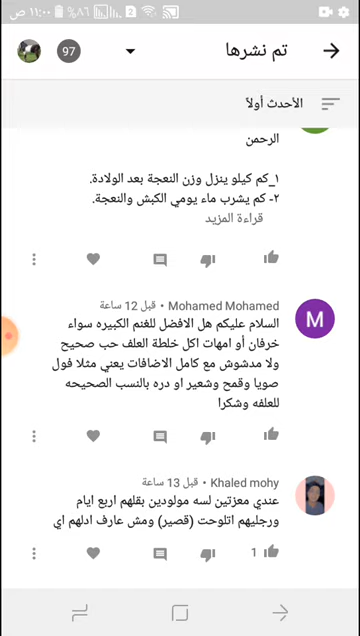 ١١:٠٠ ص
٨٦%
تم نشرها
97
الأحدث أولاً
الرحمن
١_كم كيلو ينزل وزن النعجة بعد الولادة.
٢- كم يشرب ماء يومي الكبش والنعجة.
قراءة المزيد
Mohamed Mohamed • قبل 12 ساعة
M
السلام عليكم هل الافضل للغنم الكبيره سواء
خرفان أو امهات اكل خلطة العلف حب صحيح
ولا مدشوش مع كامل الاضافات يعني مثلا فول
صويا وقمح وشعير او دره بالنسب الصحيحه
للعلفه وشكرا
Khaled mohy • قبل 13 ساعة
عندي معزتين لسه مولودين بقلهم اربع ايام
ورجليهم اتلوحت (قصير) ومش عارف ادلهم اي
1